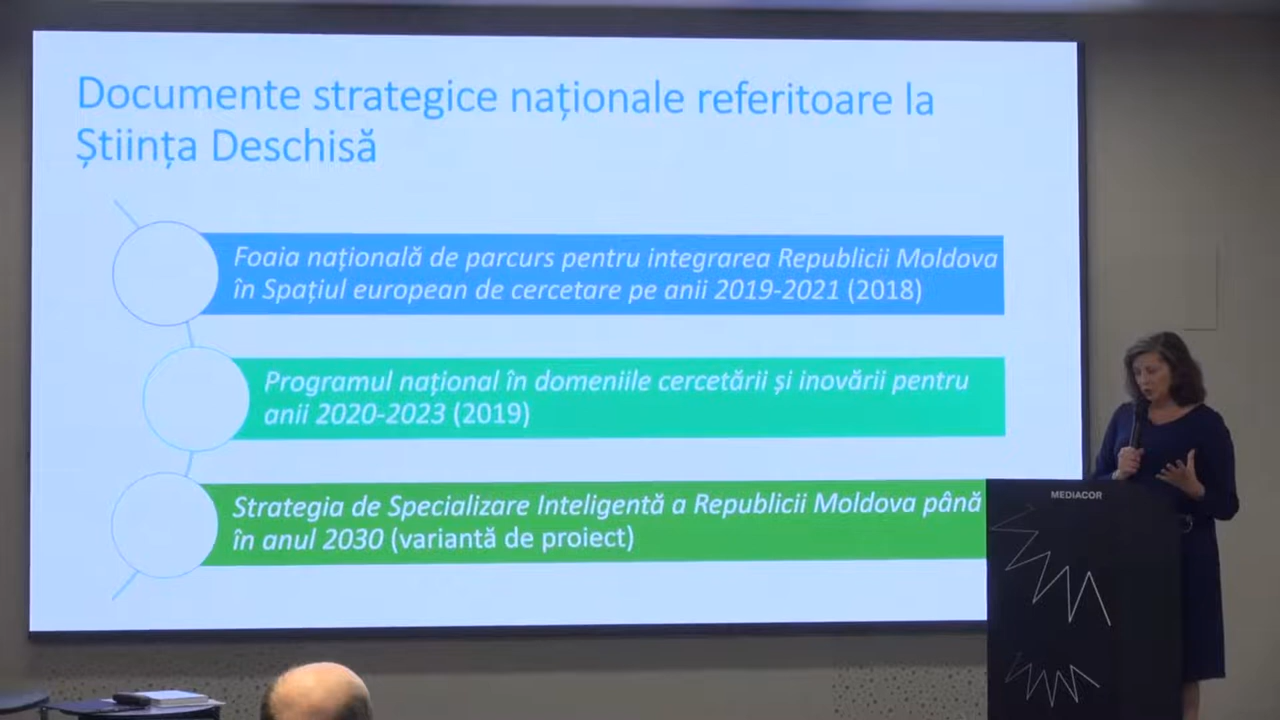 Documente strategice naționale referitoare la
Știința Deschisă
Foaia națională de parcurs pentru integrarea Republicii Moldova
în Spațiul european de cercetare pe anii 2019-2021 (2018)
Programul național în domeniile cercetării și inovării pentru
anii 2020-2023 (2019)
Strategia de Specializare Inteligentă a Republicii Moldova până
în anul 2030 (variantă de proiect)
MEDIACOR